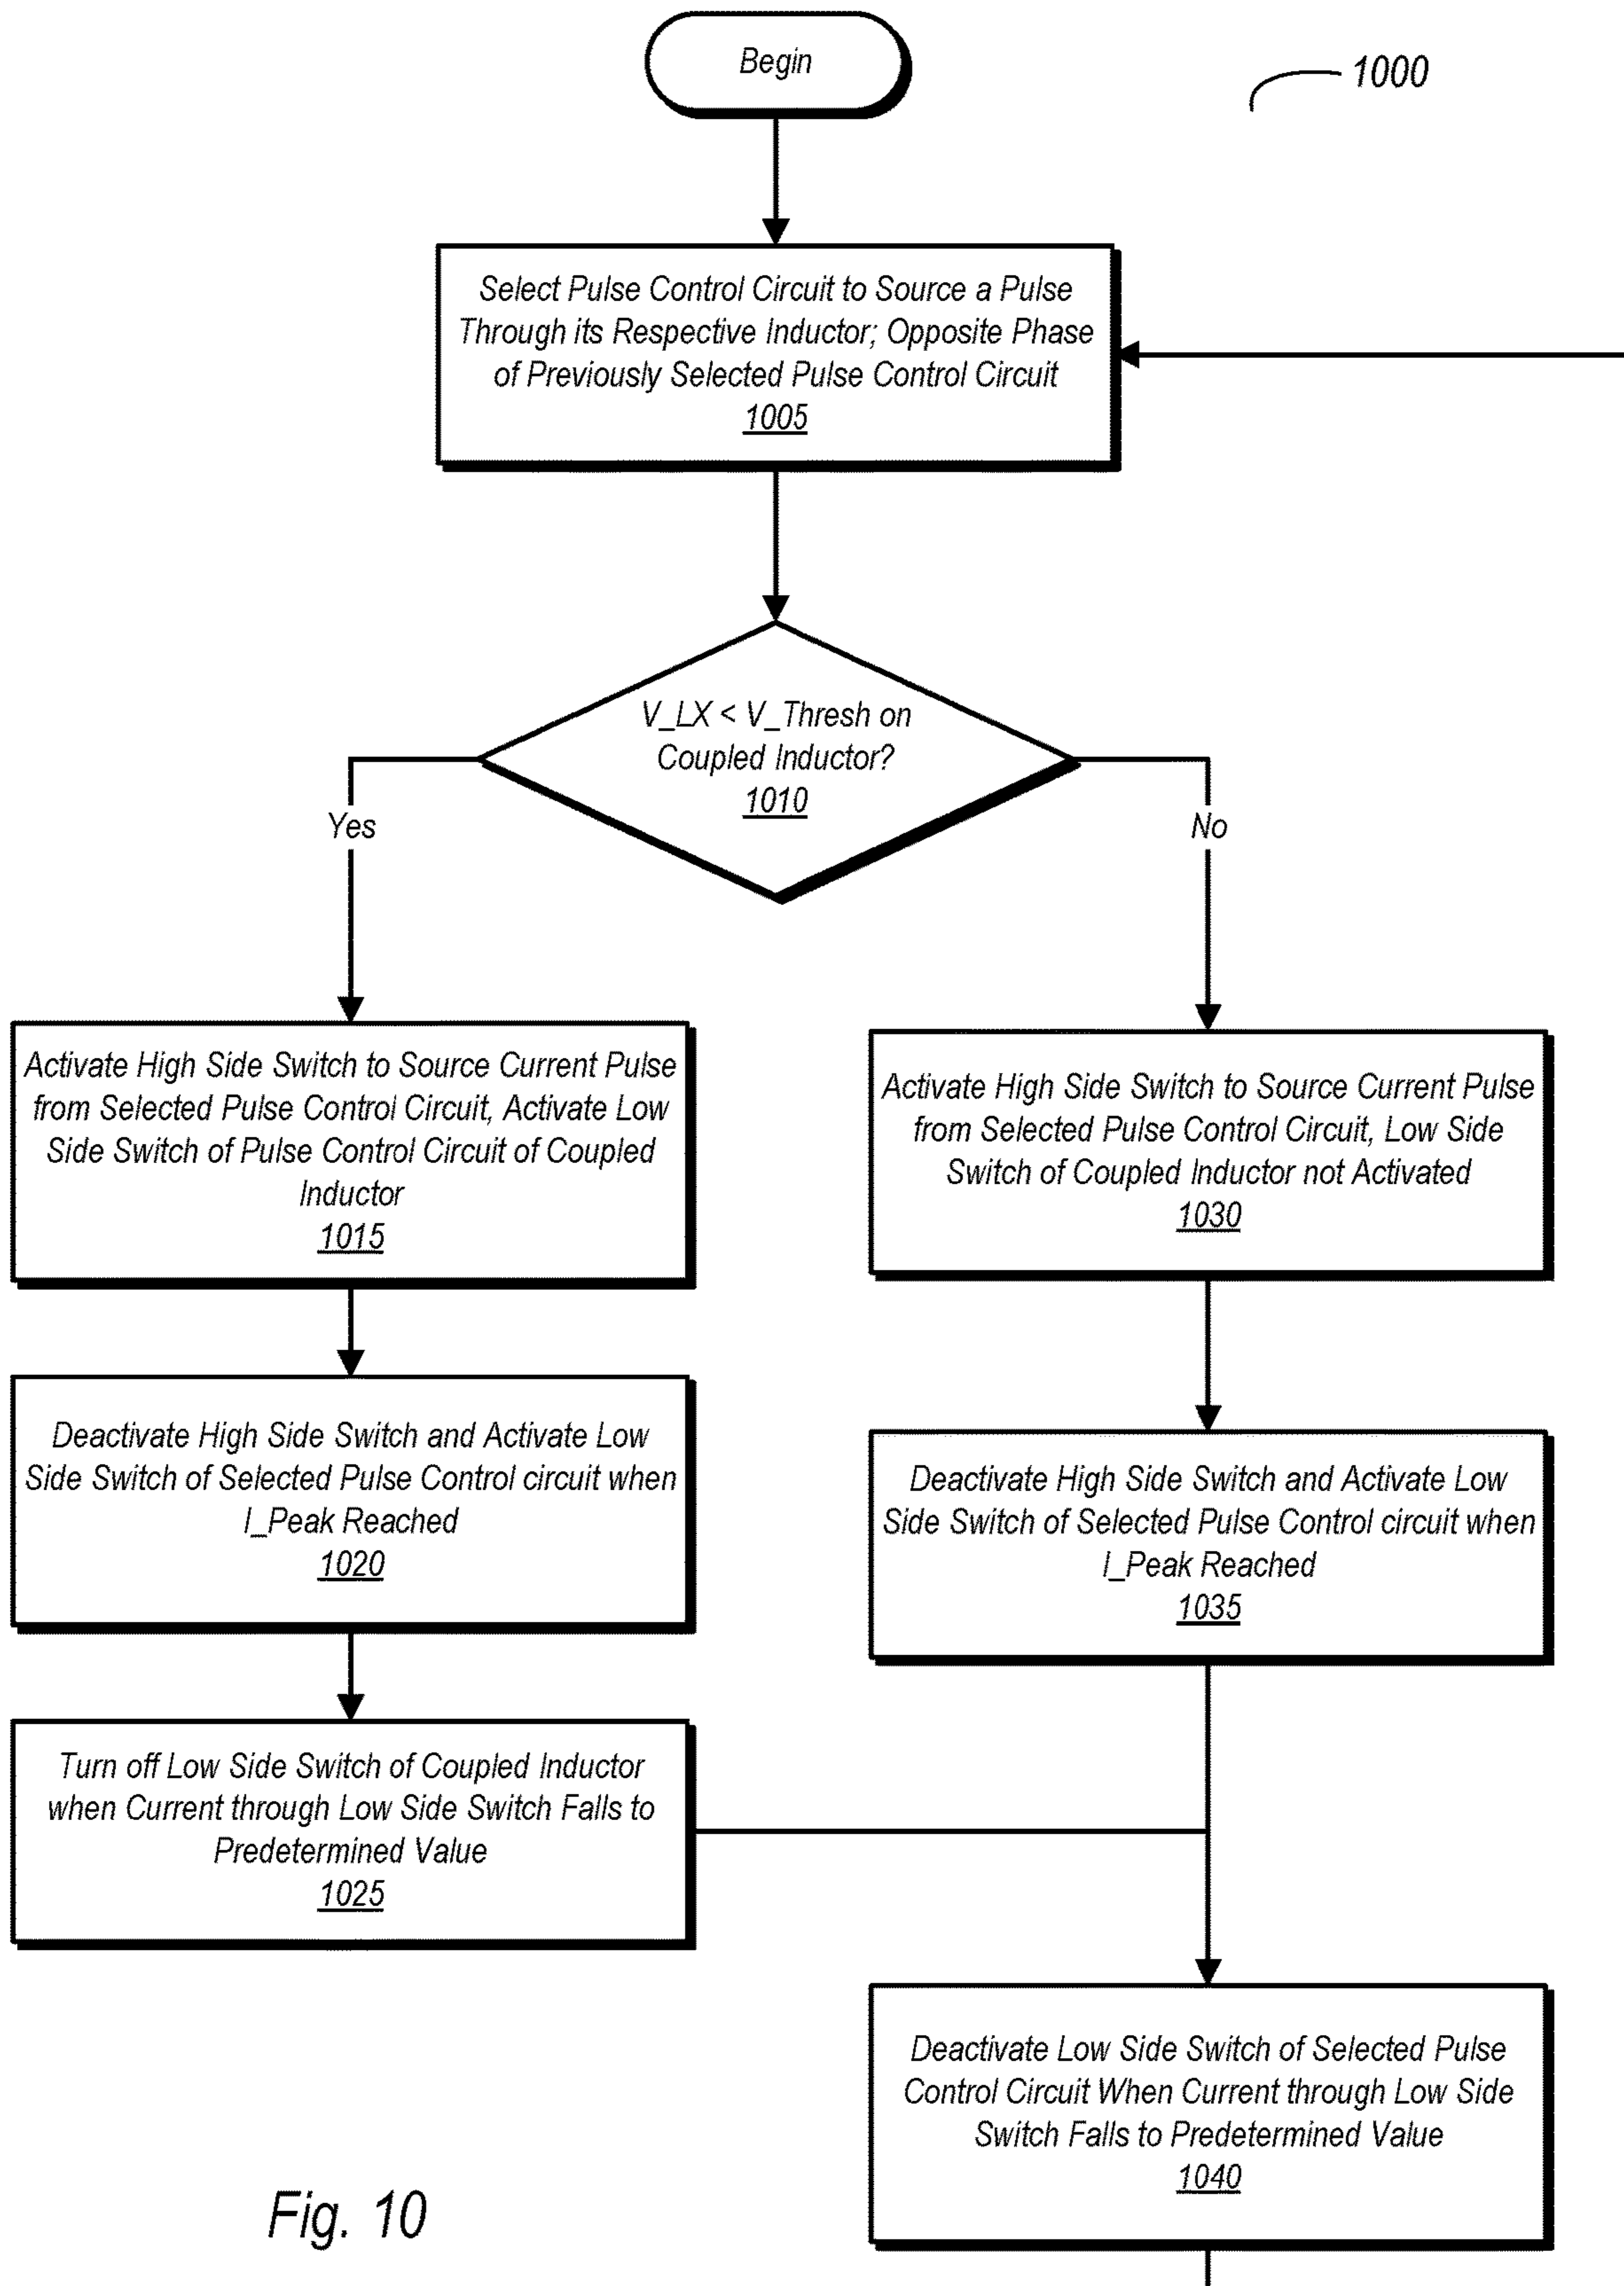 Begin
1000
Select Pulse Control Circuit to Source a Pulse
Through its Respective Inductor; Opposite Phase
of Previously Selected Pulse Control Circuit
1005
V_LX < V_Thresh on
Coupled Inductor?
1010
Yes
No
Activate High Side Switch to Source Current Pulse
from Selected Pulse Control Circuit, Activate Low
Side Switch of Pulse Control Circuit of Coupled
Inductor
1015
Activate High Side Switch to Source Current Pulse
from Selected Pulse Control Circuit, Low Side
Switch of Coupled Inductor not Activated
1030
Deactivate High Side Switch and Activate Low
Side Switch of Selected Pulse Control circuit when
I_Peak Reached
1020
Deactivate High Side Switch and Activate Low
Side Switch of Selected Pulse Control circuit when
I_Peak Reached
1035
Turn off Low Side Switch of Coupled Inductor
when Current through Low Side Switch Falls to
Predetermined Value
1025
Deactivate Low Side Switch of Selected Pulse
Control Circuit When Current through Low Side
Switch Falls to Predetermined Value
1040
Fig. 10